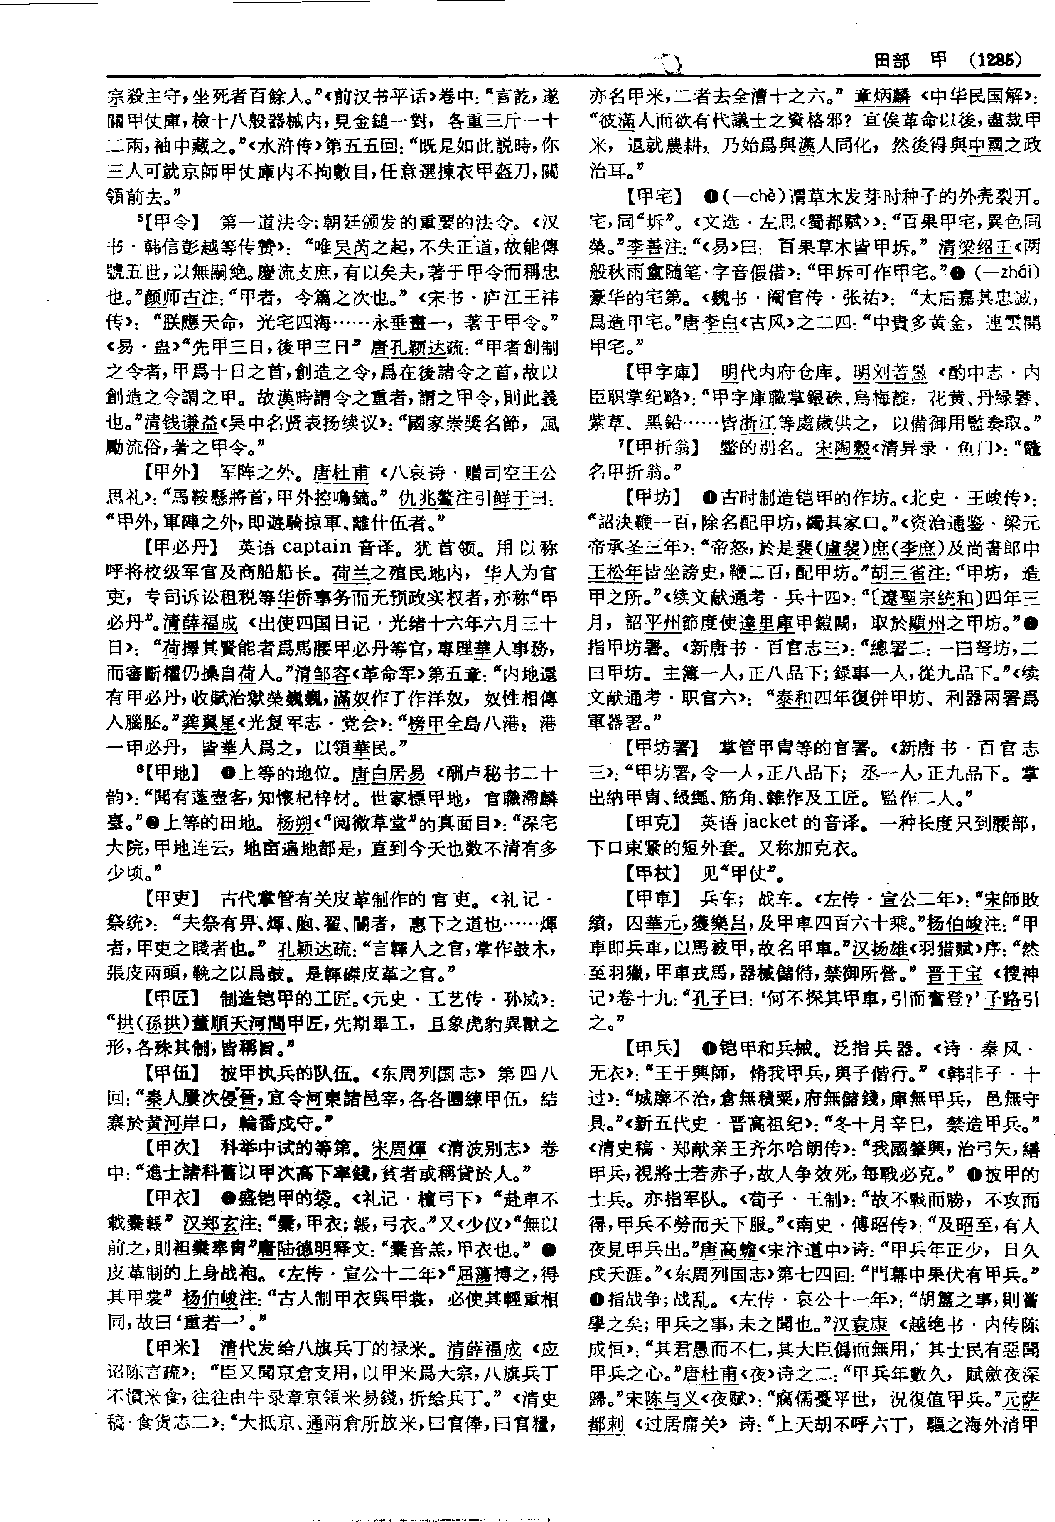 田部 甲 (1285)
宗殺主守，坐死者百餘人。”《前汉书平话》卷中：“言訖，遂
關甲仗庫，檢十八般器械内，見金鎚一對，各重三斤一十
二兩，袖中藏之。”《水浒传》第五五回：“既是如此説時，你
三人可就京師甲仗庫内不拘數目，任意選揀衣甲盔刀，關
領前去。”
⁵【甲令】 第一道法令；朝廷颁发的重要的法令。《汉
书·韩信彭越等传赞》：“唯吴芮之起，不失正道，故能傳
號五世，以無嗣絶。慶流支庶，有以矣夫，著于甲令而稱忠
也。”颜师古注：“甲者，令篇之次也。”《宋书·庐江王祎
传》：“朕應天命，光宅四海……永垂畫一，著于甲令。”
《易·蛊》“先甲三日，後甲三日”唐孔颖达疏：“甲者創制
之令者，甲爲十日之首，創造之令，爲在後諸令之首，故以
創造之令謂之甲。故漢時謂令之重者，謂之甲令，則此義
也。”清钱谦益《吴中名贤表扬续议》：“國家崇奬名節，風
勵流俗，著之甲令。”
【甲外】 军阵之外。唐杜甫《八哀诗·赠司空王公
思礼》：“馬鞍懸將首，甲外控鳴鏑。”仇兆鳌注引鲜于曰：
“甲外，軍陣之外，即遊騎掠軍、離什伍者。”
【甲必丹】 英语captain音译。犹首领。用以称
呼将校级军官及商船船长。荷兰之殖民地内，华人为官
吏，专司诉讼租税等华侨事务而无预政实权者，亦称“甲
必丹”。清薛福成《出使四国日记·光绪十六年六月三十
日》：“荷擇其賢能者爲馬腰甲必丹等官，專理華人事務，
而審斷權仍操自荷人。”清邹容《革命军》第五章：“内地還
有甲必丹，收賦治獄榮巍巍，滿奴作了作洋奴，奴性相傳
入腦胚。”龚翼星《光复军志·党会》：“榜甲全島八港，港
一甲必丹，皆華人爲之，以領華民。”
⁶【甲地】 ❶上等的地位。唐白居易《酬卢秘书二十
韵》：“聞有蓬壺客，知懷杞梓材。世家標甲地，官職滯麟
臺。”❷上等的田地。杨朔《“阅微草堂”的真面目》：“深宅
大院，甲地连云，地亩遍地都是，直到今天也数不清有多
少顷。”
【甲吏】 古代掌管有关皮革制作的官吏。《礼记·
祭统》：“夫祭有畀、煇、胞、翟、閽者，惠下之道也……煇
者，甲吏之賤者也。”孔颖达疏：“言韗人之官，掌作鼓木，
張皮兩頭，鞔之以爲鼓。是韗磔皮革之官。”
【甲匠】 制造铠甲的工匠。《元史·工艺传·孙威》：
“拱(孫拱)董順天河間甲匠，先期畢工，且象虎豹異獸之
形，各殊其制，皆稱旨。”
【甲伍】 披甲执兵的队伍。《东周列国志》第四八
回：“秦人屢次侵晉，宜令河東諸邑宰，各各團練甲伍，結
寨於黄河岸口，輪番戍守。”
【甲次】 科举中试的等第。宋周煇《清波别志》卷
中：“進士諸科舊以甲次高下率錢，貧者或稱貸於人。”
【甲衣】 ❶盛铠甲的袋。《礼记·檀弓下》“赴車不
載櫜韔”汉郑玄注：“櫜，甲衣；韔，弓衣。”又《少仪》“無以
前之，則袒櫜奉冑”唐陆德明释文：“櫜音羔，甲衣也。”❷
皮革制的上身战袍。《左传·宣公十二年》“屈蕩搏之，得
其甲裳”杨伯峻注：“古人制甲衣與甲裳，必使其輕重相
同，故曰‘重若一’。”
【甲米】 清代发给八旗兵丁的禄米。清薛福成《应
诏陈言疏》：“臣又聞京倉支用，以甲米爲大宗，八旗兵丁
不慣米食，往往由牛录章京領米易錢，折给兵丁。”《清史
稿·食货志二》：“大抵京、通兩倉所放米，曰官俸，曰官糧，
亦名甲米，二者去全漕十之六。”章炳麟《中华民国解》：
“彼滿人而欲有代議士之資格邪？宜俟革命以後，盡裁甲
米，退就農耕，乃始爲與漢人同化，然後得與中國之政
治耳。”
【甲宅】 ❶(—chè)谓草木发芽时种子的外壳裂开。
宅，同“坼”。《文选·左思〈蜀都赋〉》：“百果甲宅，異色同
榮。”李善注：“《易》曰：百果草木皆甲坼。”清梁绍壬《两
般秋雨盦随笔·字音假借》：“甲坼可作甲宅。”❷(—zhái)
豪华的宅第。《魏书·阉官传·张祐》：“太后嘉其忠誠，
爲造甲宅。”唐李白《古风》之二四：“中貴多黄金，連雲開
甲宅。”
【甲字庫】 明代内府仓库。明刘若愚《酌中志·内
臣职掌纪略》：“甲字庫職掌銀硃、烏梅、靛花、黄丹、緑礬、
紫草、黑鉛……皆浙江等處歲供之，以備御用監奏取。”
⁷【甲折翁】 鳖的别名。宋陶穀《清异录·鱼门》：“鼈
名甲折翁。”
【甲坊】 ❶古时制造铠甲的作坊。《北史·王峻传》：
“詔決鞭一百，除名配甲坊，蠲其家口。”《资治通鉴·梁元
帝承圣三年》：“帝怒，於是裴(盧斐)庶(李庶)及尚書郎中
王松年皆坐謗史，鞭二百，配甲坊。”胡三省注：“甲坊，造
甲之所。”《续文献通考·兵十四》：“〔遼聖宗統和〕四年三
月，詔平州節度使達里庫甲鎧闕，取於顯州之甲坊。”❷
指甲坊署。《新唐书·百官志三》：“總署二：一曰弩坊，二
曰甲坊。主簿一人，正八品下；録事一人，從九品下。”《续
文献通考·职官六》：“泰和四年復併甲坊、利器兩署爲
軍器署。”
【甲坊署】 掌管甲胄等的官署。《新唐书·百官志
三》：“甲坊署，令一人，正八品下；丞一人，正九品下。掌
出纳甲冑、綬繩、筋角、雜作及工匠。監作二人。”
【甲克】 英语jacket的音译。一种长度只到腰部，
下口束紧的短外套。又称加克衣。
【甲杖】 见“甲仗”。
【甲車】 兵车；战车。《左传·宣公二年》：“宋師敗
績，囚華元，獲樂吕，及甲車四百六十乘。”杨伯峻注：“甲
車即兵車，以馬被甲，故名甲車。”汉扬雄《羽猎赋》序：“然
至羽獵，甲車戎馬，器械儲偫，禁御所營。”晋干宝《搜神
记》卷十九：“孔子曰：‘何不探其甲車，引而奮登？’子路引
之。”
【甲兵】 ❶铠甲和兵械。泛指兵器。《诗·秦风·
无衣》：“王于興師，脩我甲兵，與子偕行。”《韩非子·十
过》：“城廓不治，倉無積粟，府無儲錢，庫無甲兵，邑無守
具。”《新五代史·晋高祖纪》：“冬十月辛巳，禁造甲兵。”
《清史稿·郑献亲王齐尔哈朗传》：“我國肇興，治弓矢，繕
甲兵，視將士若赤子，故人争效死，每戰必克。”❷披甲的
士兵。亦指军队。《荀子·王制》：“故不戰而勝，不攻而
得，甲兵不勞而天下服。”《南史·傅昭传》：“及昭至，有人
夜見甲兵出。”唐高蟾《宋汴道中》诗：“甲兵年正少，日久
戍天涯。”《东周列国志》第七四回：“門幕中果伏有甲兵。”
❸指战争；战乱。《左传·哀公十一年》：“胡簋之事，則嘗
學之矣；甲兵之事，未之聞也。”汉袁康《越绝书·内传陈
成恒》：“其君愚而不仁，其大臣僞而無用，其士民有惡聞
甲兵之心。”唐杜甫《夜》诗之二：“甲兵年數久，賦斂夜深
歸。”宋陈与义《夜赋》：“腐儒憂平世，況復值甲兵。”元萨
都剌《过居庸关》诗：“上天胡不呼六丁，驅之海外消甲